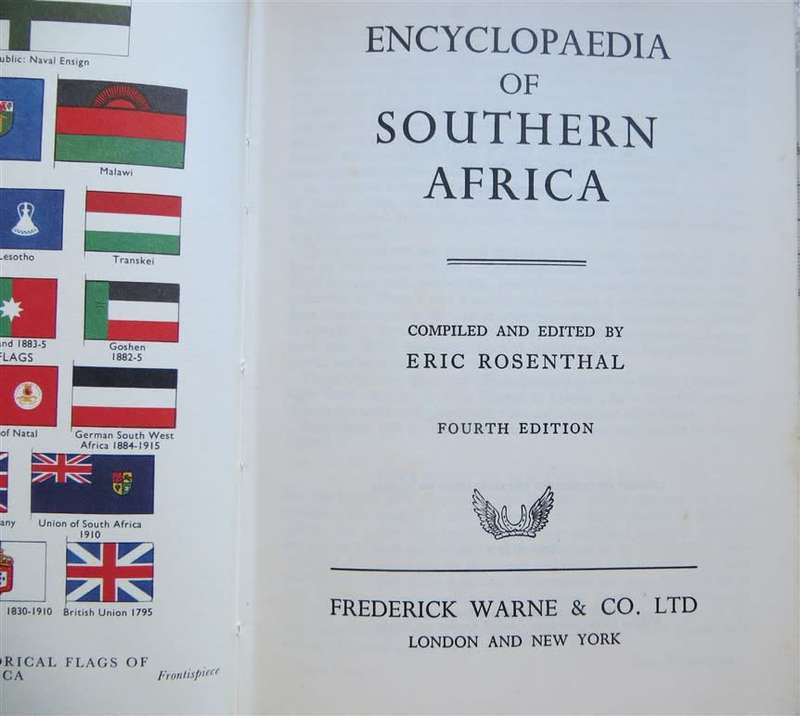 public: Naval Ensign
Malawi
Lesotho
Transkei
and 1883-5
Goshen
1882-5
FLAGS
of Natal
German South West
Africa 1884-1915
any
Union of South Africa
1910
1830-1910
British Union 1795
ORICAL FLAGS OF
CA
Frontispiece
ENCYCLOPAEDIA
OF
SOUTHERN
AFRICA
COMPILED AND EDITED BY
ERIC ROSENTHAL
FOURTH EDITION
FREDERICK WARNE & CO. LTD
LONDON AND NEW YORK